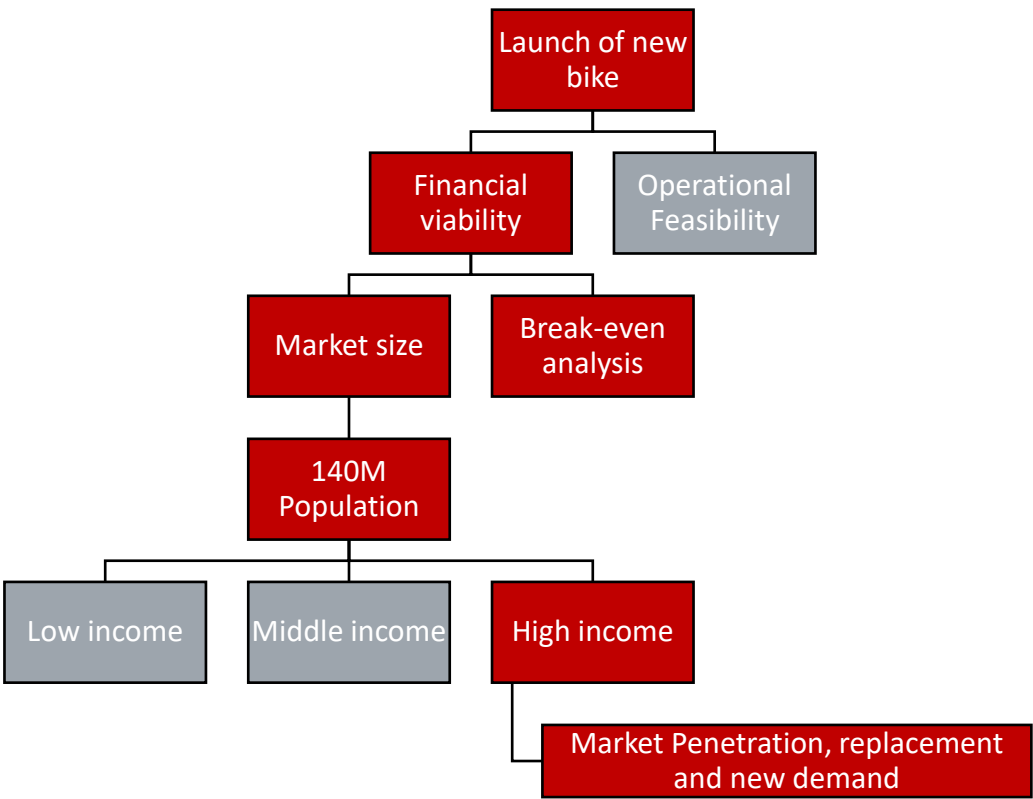 Launch of new
bike
Financial
viability
Operational
Feasibility
Market size
Break-even
analysis
140M
Population
Low income
Middle income
High income
Market Penetration, replacement
and new demand